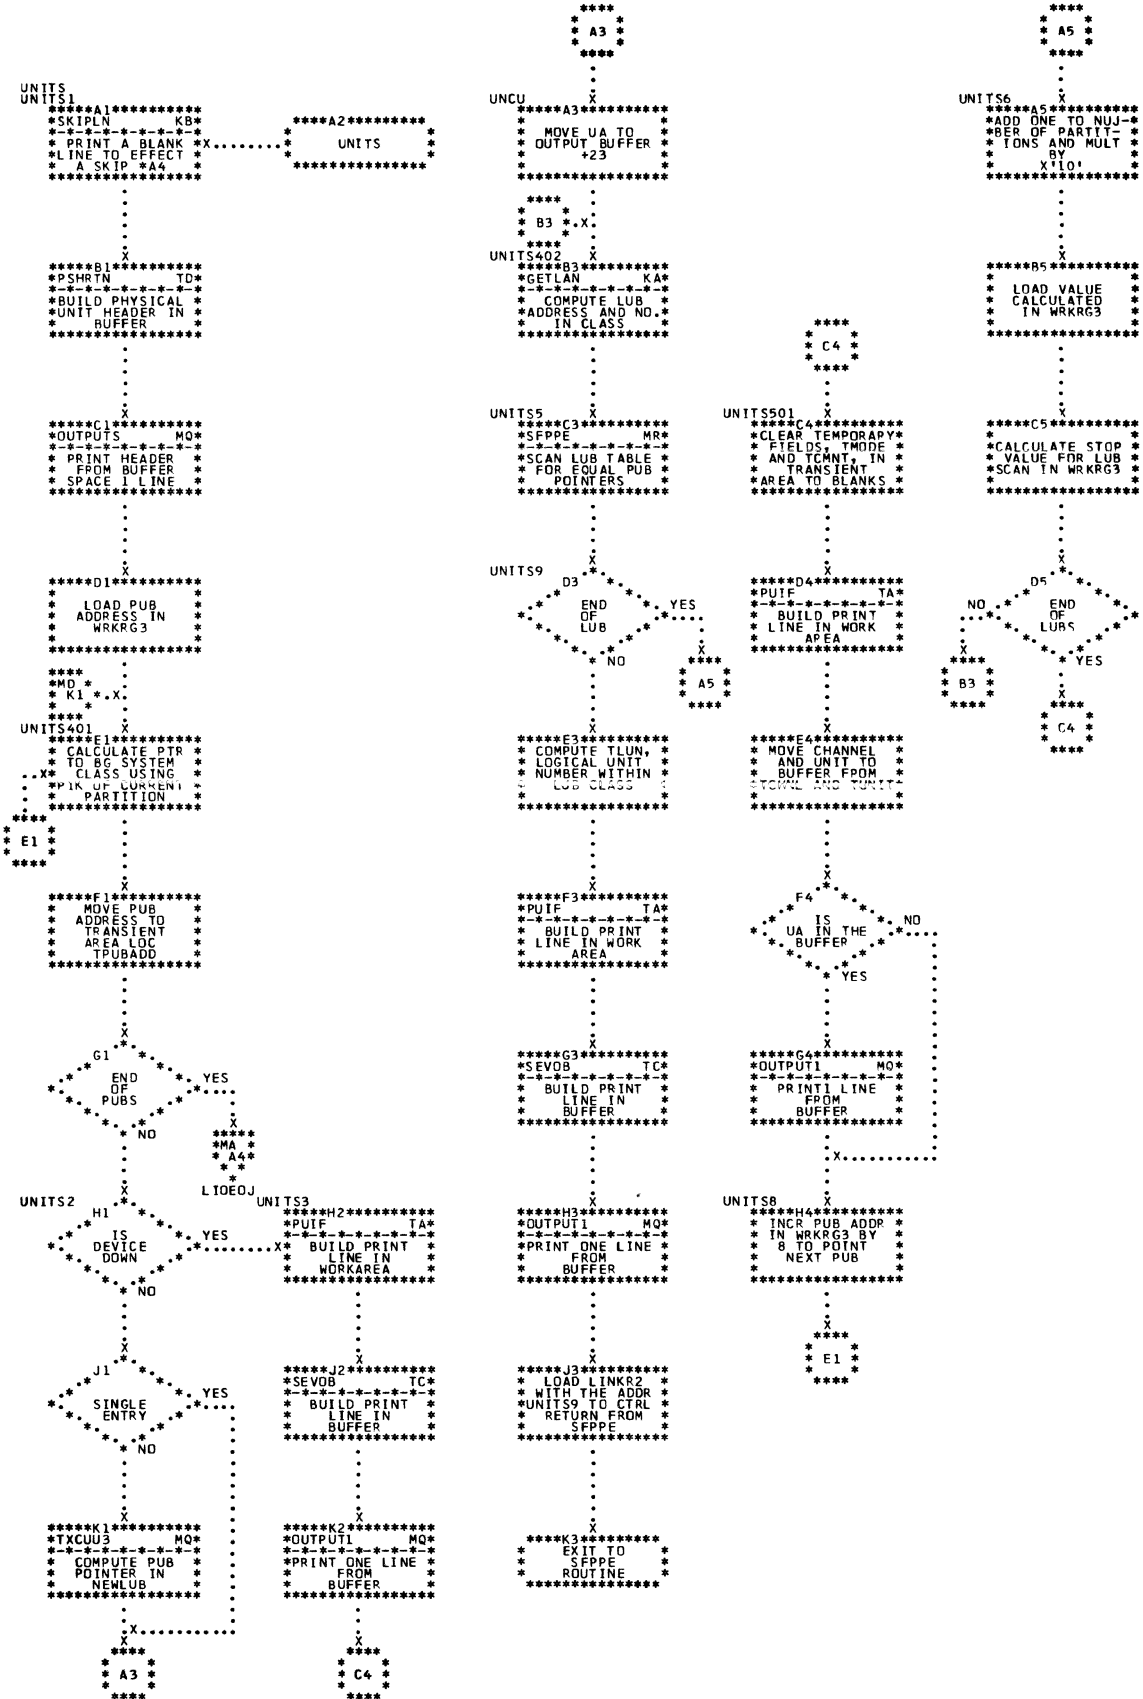 A3
A5
UNITS
UNITS1
A1
SKIPLN KB
PRINT A BLANK
LINE TO EFFECT
A SKIP *A4
A2
UNITS
UNCU
A3
MOVE UA TO
OUTPUT BUFFER
+23
UNITS6
A5
ADD ONE TO NUJ-
BER OF PARTIT-
IONS AND MULT
BY
X'10'
B3
B1
PSHRTN TD
BUILD PHYSICAL
UNIT HEADER IN
BUFFER
UNITS402
B3
GETLAN KA
COMPUTE LUB
ADDRESS AND NO.
IN CLASS
B5
LOAD VALUE
CALCULATED
IN WRKRG3
C4
C1
OUTPUTS MQ
PRINT HEADER
FROM BUFFER
SPACE 1 LINE
UNITS5
C3
SFPPE MR
SCAN LUB TABLE
FOR EQUAL PUB
POINTERS
UNITS501
C4
CLEAR TEMPORAPY
FIELDS, TMODE
AND TCMNT, IN
TRANSIENT
AREA TO BLANKS
C5
CALCULATE STOP
VALUE FOR LUB
SCAN IN WRKRG3
D1
LOAD PUB
ADDRESS IN
WRKRG3
UNITS9
D3
END
OF
LUB
YES
NO
A5
D4
PUIF TA
BUILD PRINT
LINE IN WORK
AREA
D5
END
OF
LUBS
NO
YES
B3
C4
MD
K1
UNITS401
E1
CALCULATE PTR
TO BG SYSTEM
CLASS USING
PIK OF CURRENT
PARTITION
E1
E3
COMPUTE TLUN,
LOGICAL UNIT
NUMBER WITHIN
LUB CLASS
E4
MOVE CHANNEL
AND UNIT TO
BUFFER FROM
TCHNL AND TUNIT
F1
MOVE PUB
ADDRESS TO
TRANSIENT
AREA LOC
TPUBADD
F3
PUIF TA
BUILD PRINT
LINE IN WORK
AREA
F4
IS
UA IN THE
BUFFER
NO
YES
G1
END
OF
PUBS
YES
NO
MA
A4
LIOEOJ
G3
SEVOB TC
BUILD PRINT
LINE IN
BUFFER
G4
OUTPUT1 MQ
PRINT1 LINE
FROM
BUFFER
UNITS2
H1
IS
DEVICE
DOWN
YES
NO
UNITS3
H2
PUIF TA
BUILD PRINT
LINE IN
WORKAREA
H3
OUTPUT1 MQ
PRINT ONE LINE
FROM
BUFFER
UNITS8
H4
INCR PUB ADDR
IN WRKRG3 BY
8 TO POINT
NEXT PUB
E1
J1
SINGLE
ENTRY
YES
NO
J2
SEVOB TC
BUILD PRINT
LINE IN
BUFFER
J3
LOAD LINKR2
WITH THE ADDR
UNITS9 TO CTRL
RETURN FROM
SFPPE
K1
TXCUU3 MQ
COMPUTE PUB
POINTER IN
NEWLUB
K2
OUTPUT1 MQ
PRINT ONE LINE
FROM
BUFFER
K3
EXIT TO
SFPPE
ROUTINE
A3
C4